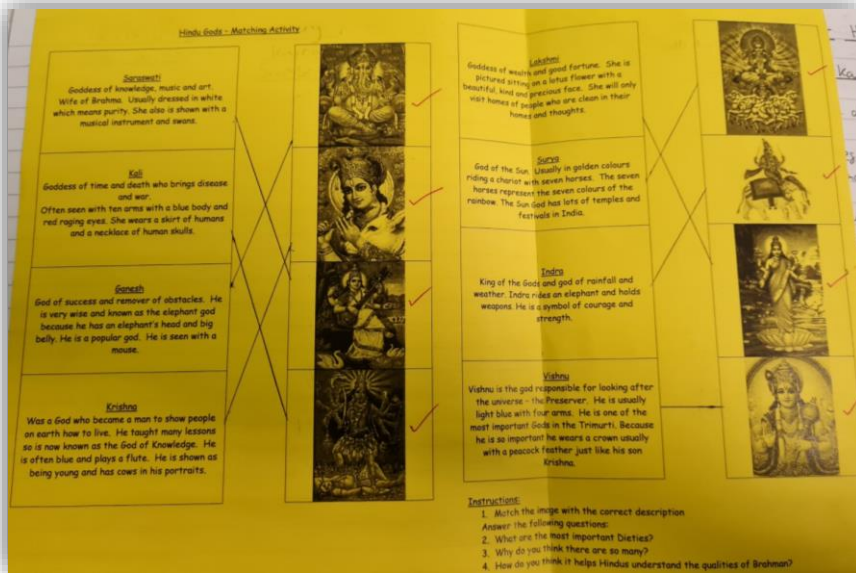 Hindu Gods - Matching Activity
Saraswati
Goddess of knowledge, music and art.
Wife of Brahma. Usually dressed in white
which means purity. She also is shown with a
musical instrument and swans.
Kali
Goddess of time and death who brings disease
and war.
Often seen with ten arms with a blue body and
red raging eyes. She wears a skirt of humans
and a necklace of human skulls.
Ganesh
God of success and remover of obstacles. He
is very wise and known as the elephant god
because he has an elephant's head and big
belly. He is a popular god. He is seen with a
mouse.
Krishna
Was a God who became a man to show people
on earth how to live. He taught many lessons
so is now known as the God of Knowledge. He
is often blue and plays a flute. He is shown as
being young and has cows in his portraits.
Lakshmi
Goddess of wealth and good fortune. She is
pictured sitting on a lotus flower with a
beautiful, kind and precious face. She will only
visit homes of people who are clean in their
homes and thoughts.
Surya
God of the Sun. Usually in golden colours
riding a chariot with seven horses. The seven
horses represent the seven colours of the
rainbow. The Sun God has lots of temples and
festivals in India.
Indra
King of the Gods and god of rainfall and
weather. Indra rides an elephant and holds
weapons. He is a symbol of courage and
strength.
Vishnu
Vishnu is the god responsible for looking after
the universe - the Preserver. He is usually
light blue with four arms. He is one of the
most important Gods in the Trimurti. Because
he is so important he wears a crown usually
with a peacock feather just like his son
Krishna.
Instructions:
1. Match the image with the correct description
Answer the following questions:
2. What are the most important Dieties?
3. Why do you think there are so many?
4. How do you think it helps Hindus understand the qualities of Brahman?